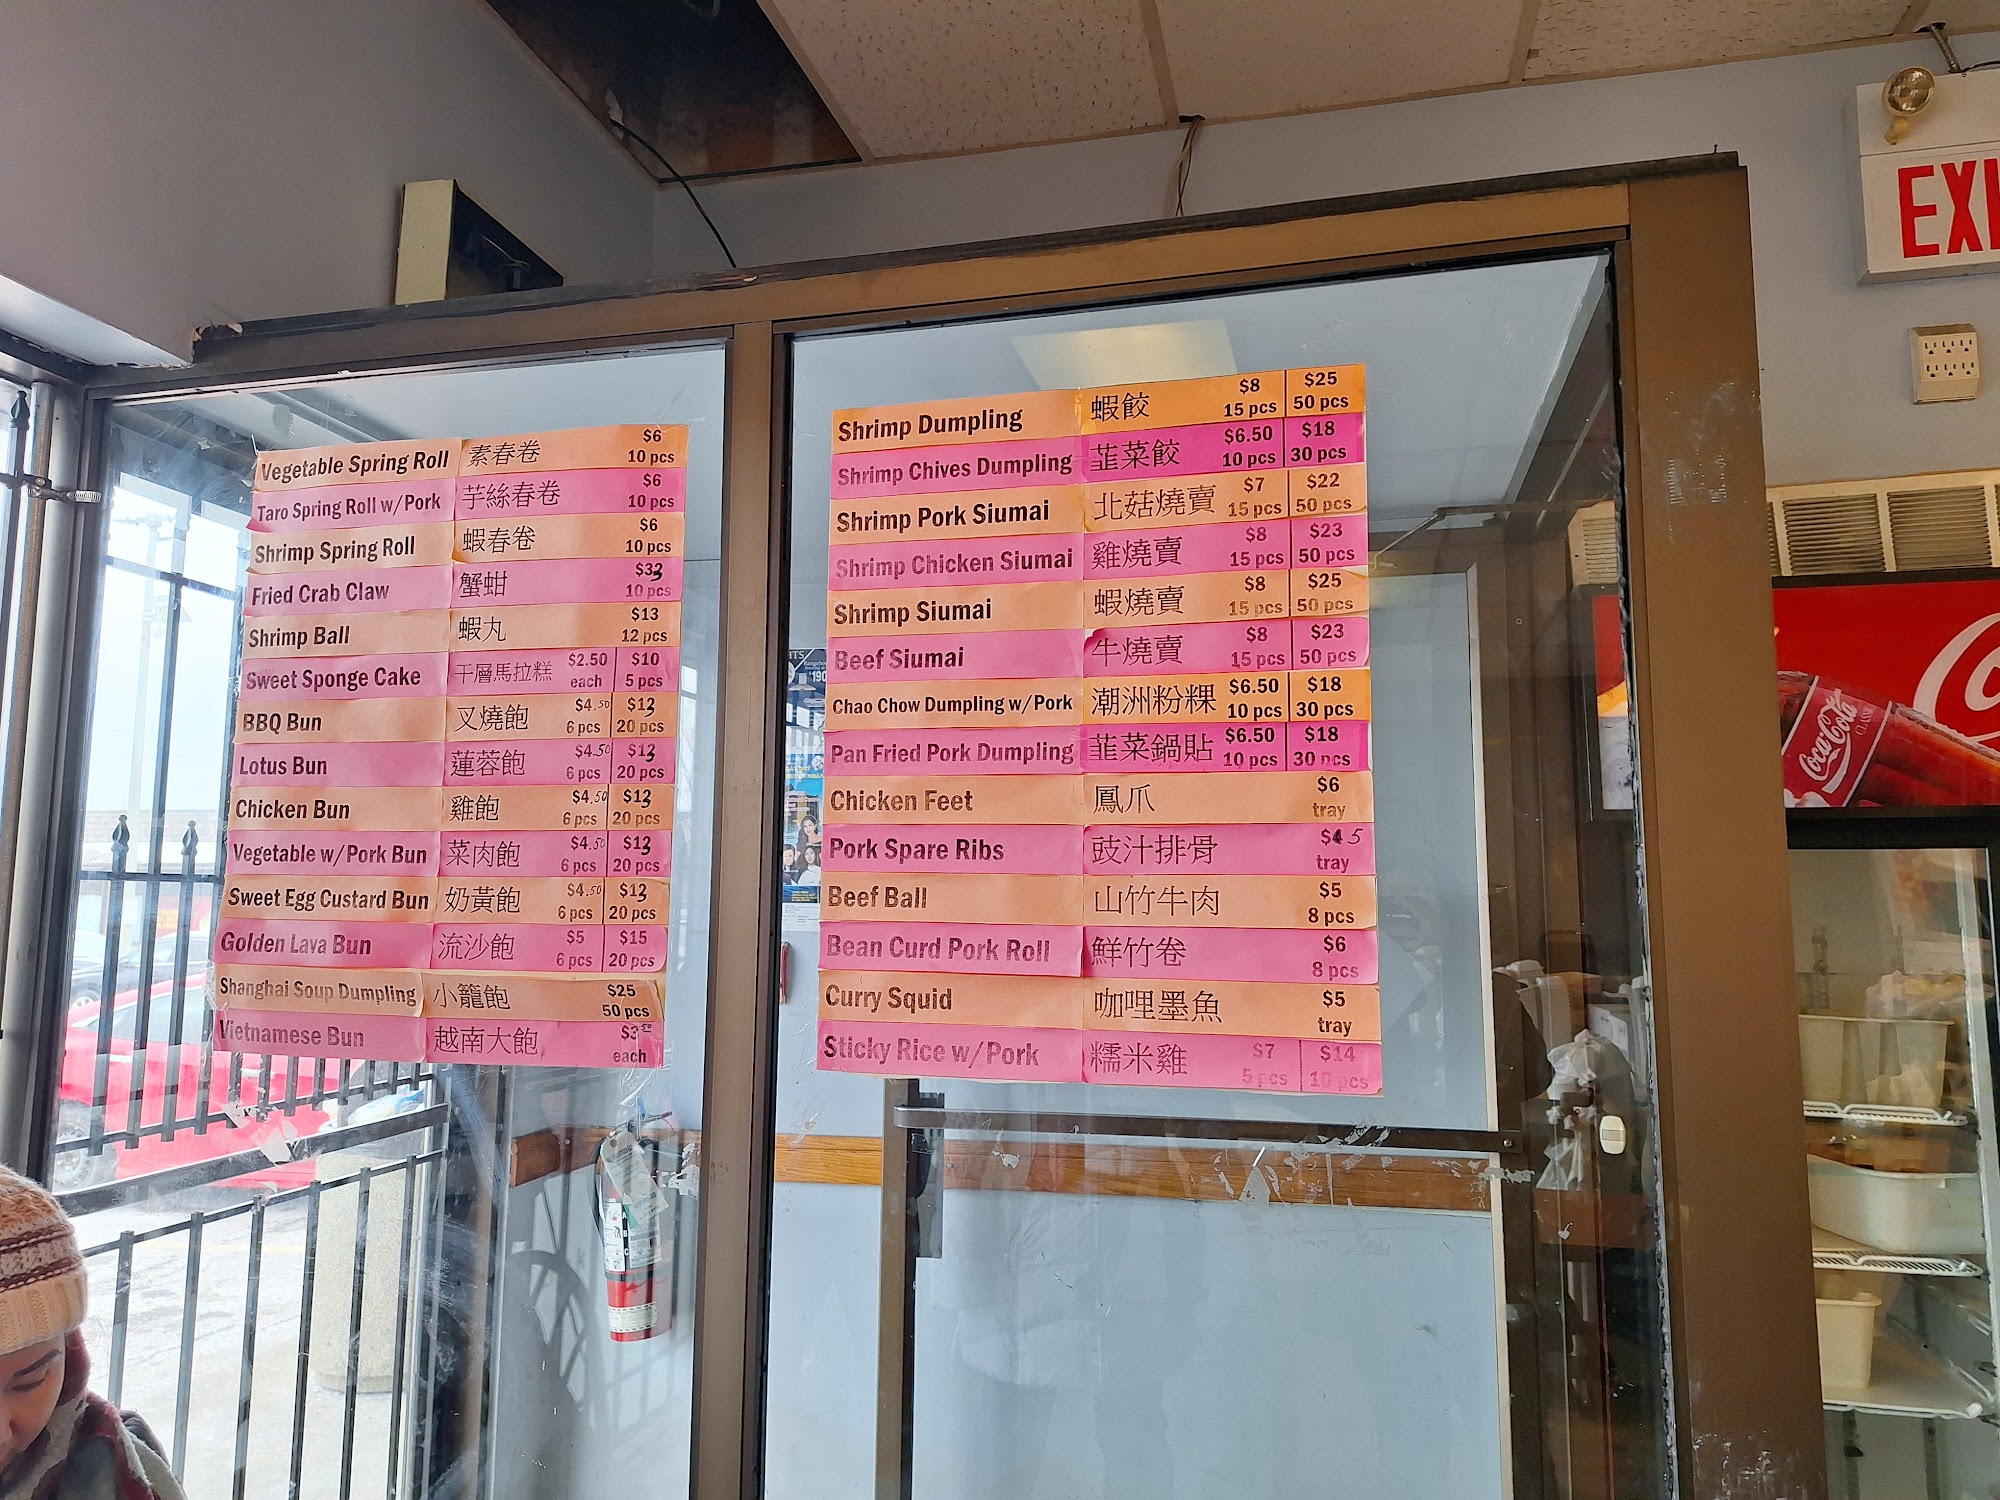 Vegetable Spring Roll 素春卷 $6
10 pcs
Taro Spring Roll w/Pork 芋絲春卷 $6
10 pcs
Shrimp Spring Roll 蝦春卷 $6
10 pcs
Fried Crab Claw 蟹蚶 $33
10 pcs
Shrimp Ball 蝦丸 $13
12 pcs
Sweet Sponge Cake 千層馬拉糕 $2.50 $10
each 5 pcs
BBQ Bun 叉燒飽 $4.50 $13
6 pcs 20 pcs
Lotus Bun 蓮蓉飽 $4.50 $13
6 pcs 20 pcs
Chicken Bun 雞飽 $4.50 $13
6 pcs 20 pcs
Vegetable w/Pork Bun 菜肉飽 $4.50 $13
6 pcs 20 pcs
Sweet Egg Custard Bun 奶黃飽 $4.50 $13
6 pcs 20 pcs
Golden Lava Bun 流沙飽 $5 $15
6 pcs 20 pcs
Shanghai Soup Dumpling 小籠飽 $25
50 pcs
Vietnamese Bun 越南大飽 $3.50
each
Shrimp Dumpling 蝦餃 $8 $25
15 pcs 50 pcs
Shrimp Chives Dumpling 韮菜餃 $6.50 $18
10 pcs 30 pcs
Shrimp Pork Siumai 北菇燒賣 $7 $22
15 pcs 50 pcs
Shrimp Chicken Siumai 雞燒賣 $8 $23
15 pcs 50 pcs
Shrimp Siumai 蝦燒賣 $8 $25
15 pcs 50 pcs
Beef Siumai 牛燒賣 $8 $23
15 pcs 50 pcs
Chao Chow Dumpling w/Pork 潮洲粉粿 $6.50 $18
10 pcs 30 pcs
Pan Fried Pork Dumpling 韮菜鍋貼 $6.50 $18
10 pcs 30 pcs
Chicken Feet 鳳爪 $6
tray
Pork Spare Ribs 豉汁排骨 $4 5
tray
Beef Ball 山竹牛肉 $5
8 pcs
Bean Curd Pork Roll 鮮竹卷 $6
8 pcs
Curry Squid 咖哩墨魚 $5
tray
Sticky Rice w/Pork 糯米雞 $7 $14
5 pcs 10 pcs
EXI
Coca-Cola
CLASSIC